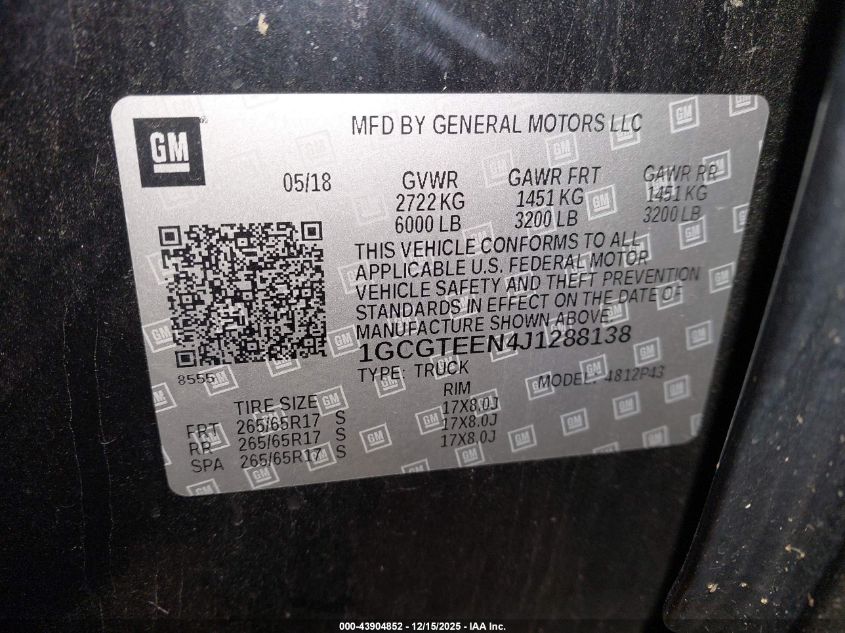 GM
MFD BY GENERAL MOTORS LLC
05/18 GVWR GAWR FRT GAWR RR
2722 KG 1451 KG 1451 KG
6000 LB 3200 LB 3200 LB
THIS VEHICLE CONFORMS TO ALL
APPLICABLE U.S. FEDERAL MOTOR
VEHICLE SAFETY AND THEFT PREVENTION
STANDARDS IN EFFECT ON THE DATE OF
MANUFACTURE SHOWN ABOVE
1GCGTEEN4J1288138
8555 TYPE: TRUCK MODEL: 4812P43
TIRE SIZE RIM
FRT 265/65R17 S 17X8.0J
RR 265/65R17 S 17X8.0J
SPA 265/65R17 S 17X8.0J
000-43904852 - 12/15/2025 - IAA Inc.